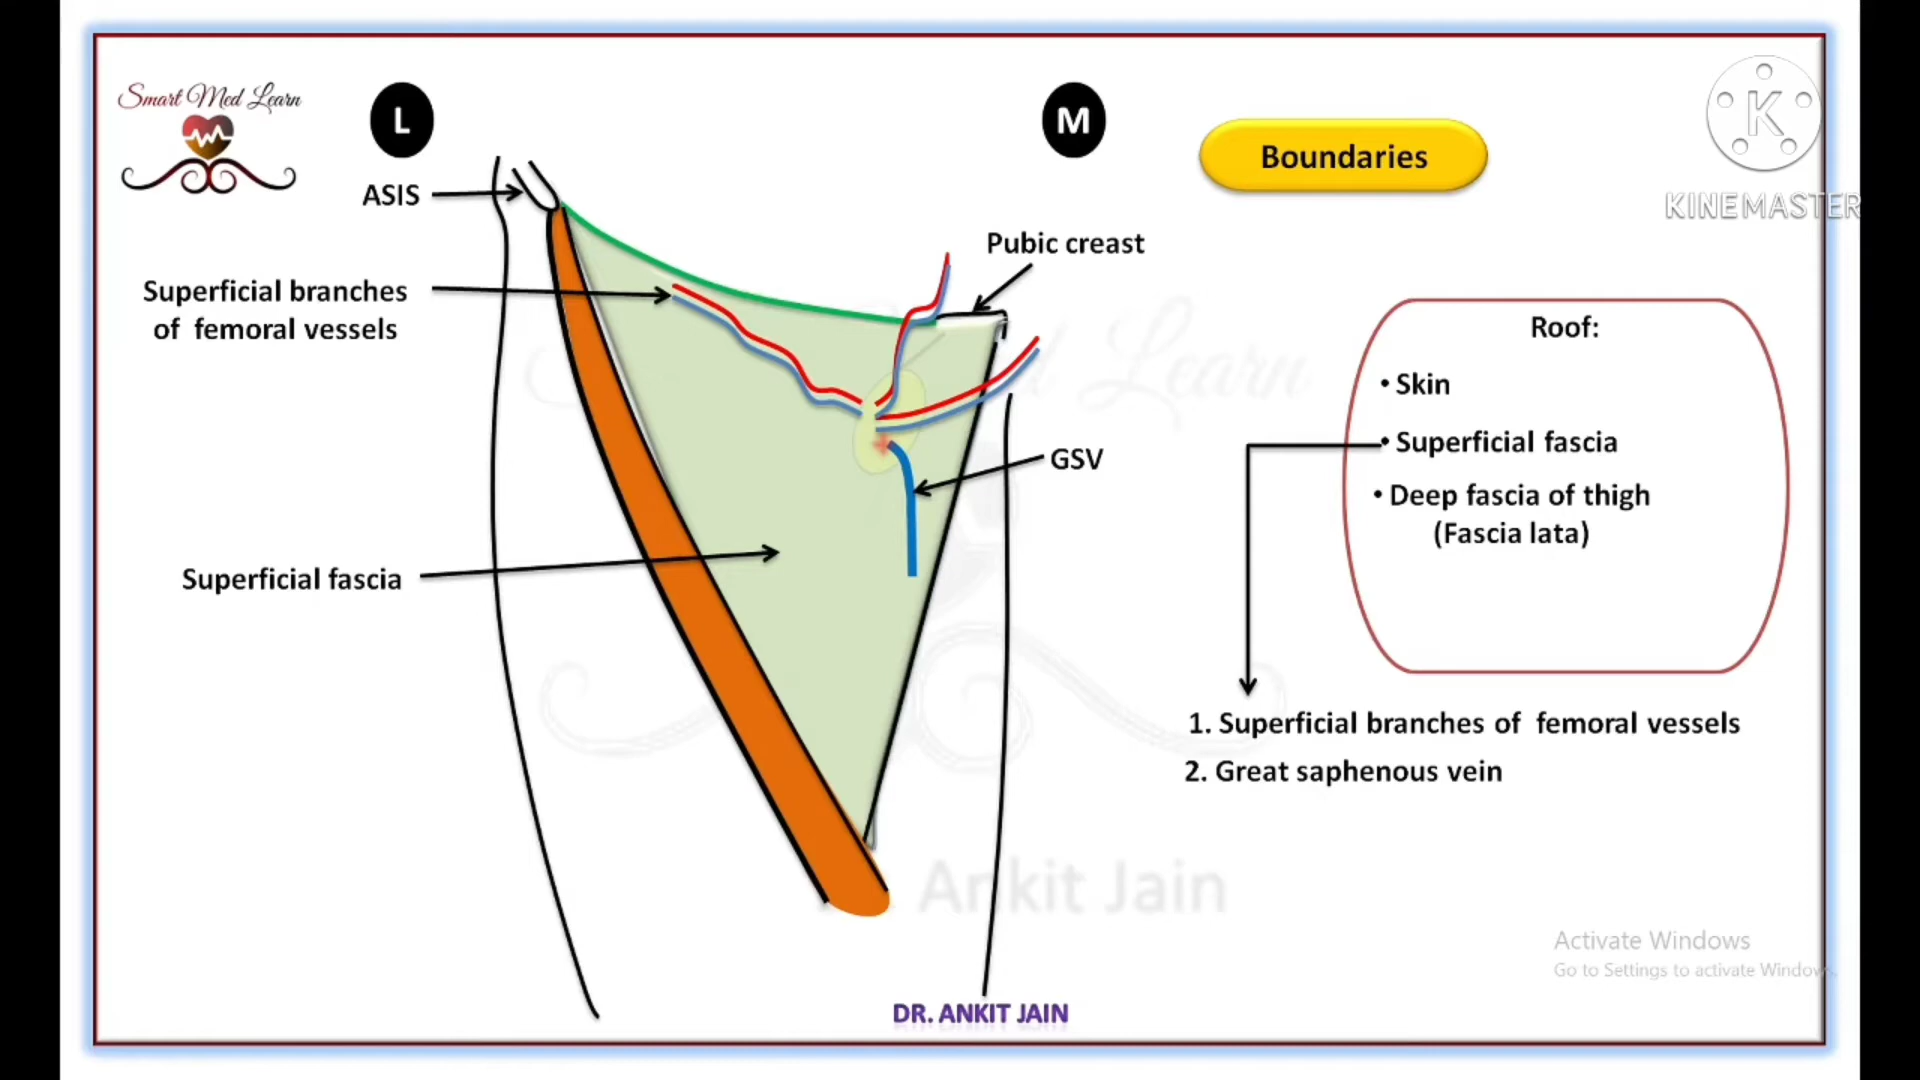 Smart Med Learn
L
M
Boundaries
K
KINEMASTER
ASIS
Pubic creast
Superficial branches
of femoral vessels
Roof:
• Skin
• Superficial fascia
• Deep fascia of thigh
(Fascia lata)
GSV
Superficial fascia
1. Superficial branches of femoral vessels
2. Great saphenous vein
Learn
Ankit Jain
Activate Windows
Go to Settings to activate Windows.
DR. ANKIT JAIN